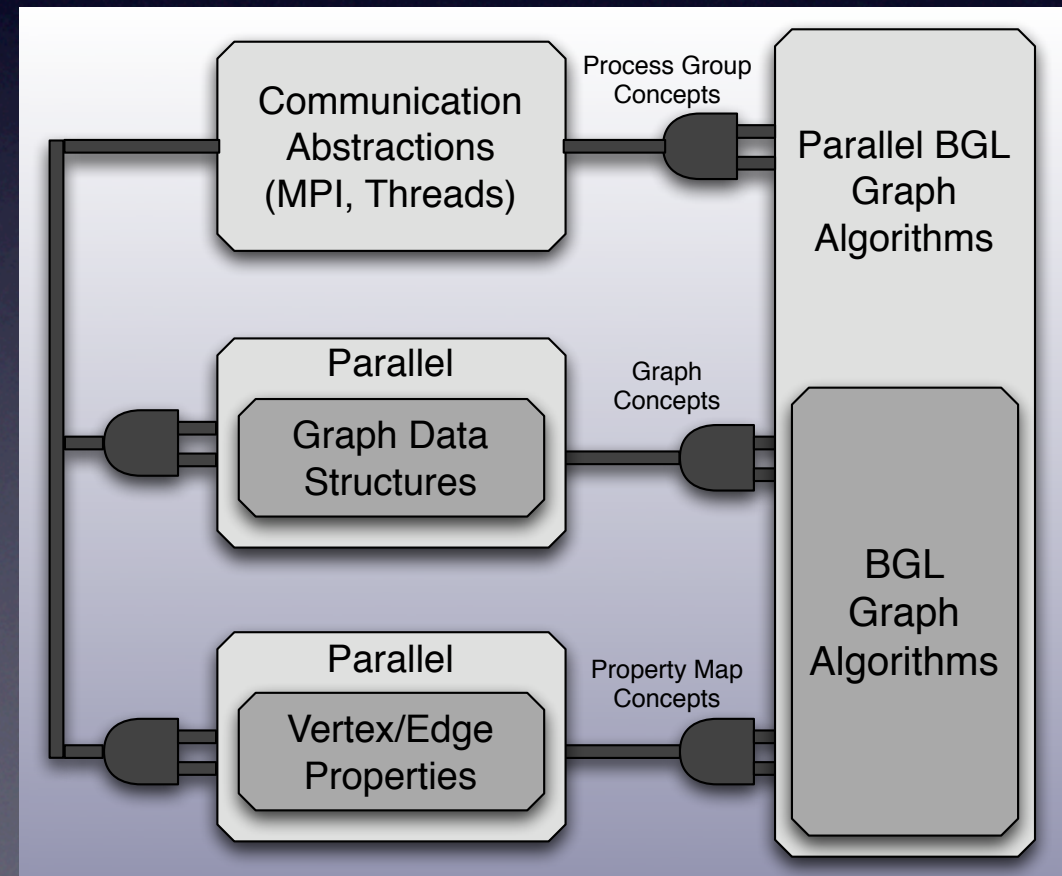 Communication
Abstractions
(MPI, Threads)
Process Group
Concepts
Parallel BGL
Graph
Algorithms
Parallel
Graph Data
Structures
Graph
Concepts
BGL
Graph
Algorithms
Parallel
Vertex/Edge
Properties
Property Map
Concepts